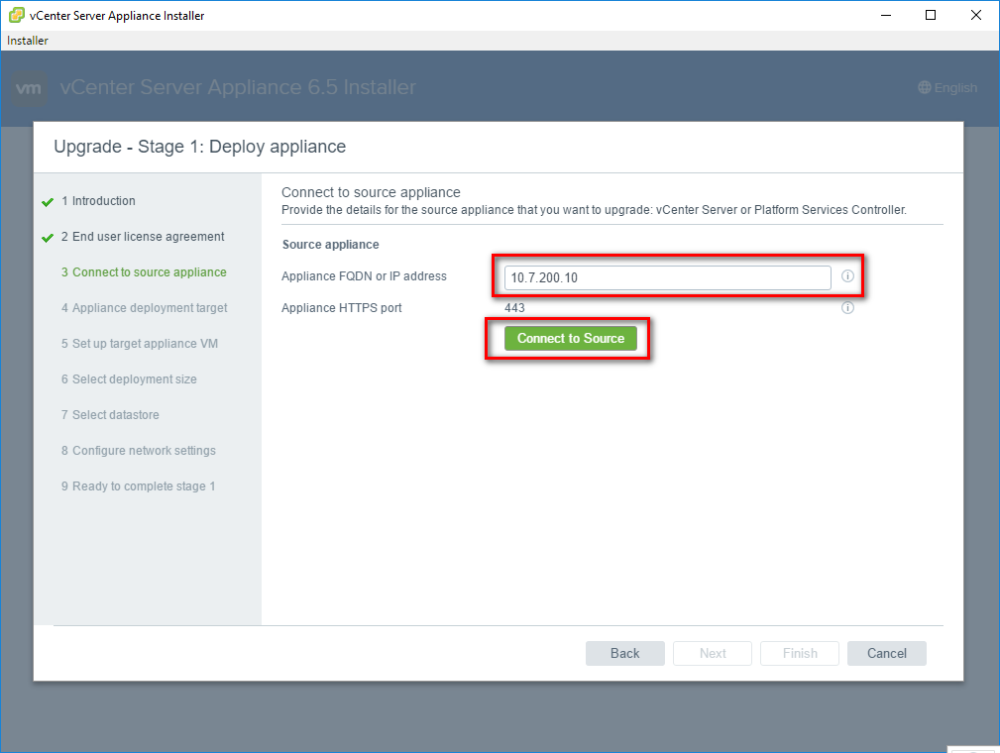 vCenter Server Appliance Installer
Installer
vm vCenter Server Appliance 6.5 Installer
English
Upgrade - Stage 1: Deploy appliance
1 Introduction
2 End user license agreement
3 Connect to source appliance
4 Appliance deployment target
5 Set up target appliance VM
6 Select deployment size
7 Select datastore
8 Configure network settings
9 Ready to complete stage 1
Connect to source appliance
Provide the details for the source appliance that you want to upgrade: vCenter Server or Platform Services Controller.
Source appliance
Appliance FQDN or IP address 10.7.200.10
Appliance HTTPS port 443
Connect to Source
Back Next Finish Cancel